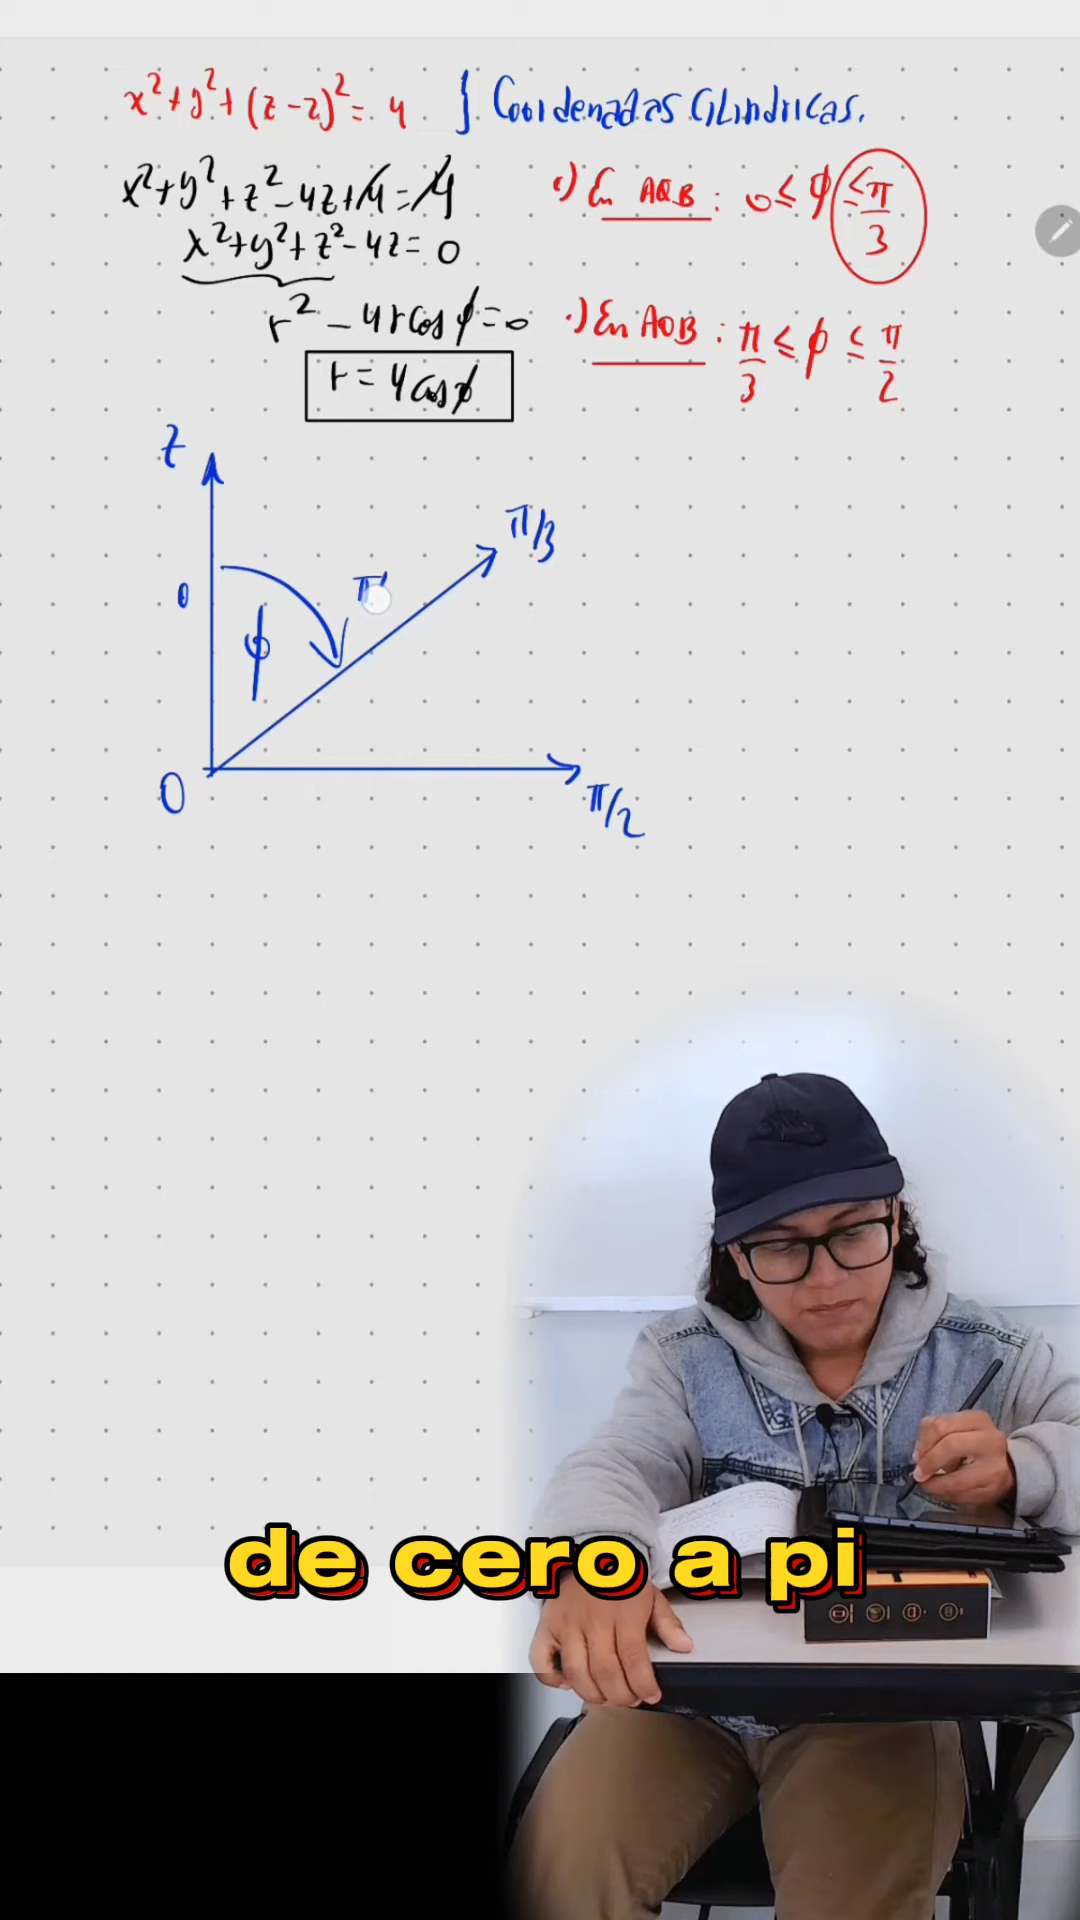 x²+y²+(z-2)²=4 ∫ Coordenadas Cilíndricas.
x²+y²+z²-4z+4=4
x²+y²+z²-4z=0
r²-4rcosϕ=0
r=4cosϕ
•) En AQB: 0≤ϕ≤π/3
•) En AOB: π/3≤ϕ≤π/2
z
π/3
π
0
ϕ
0
π/2
de cero a pi